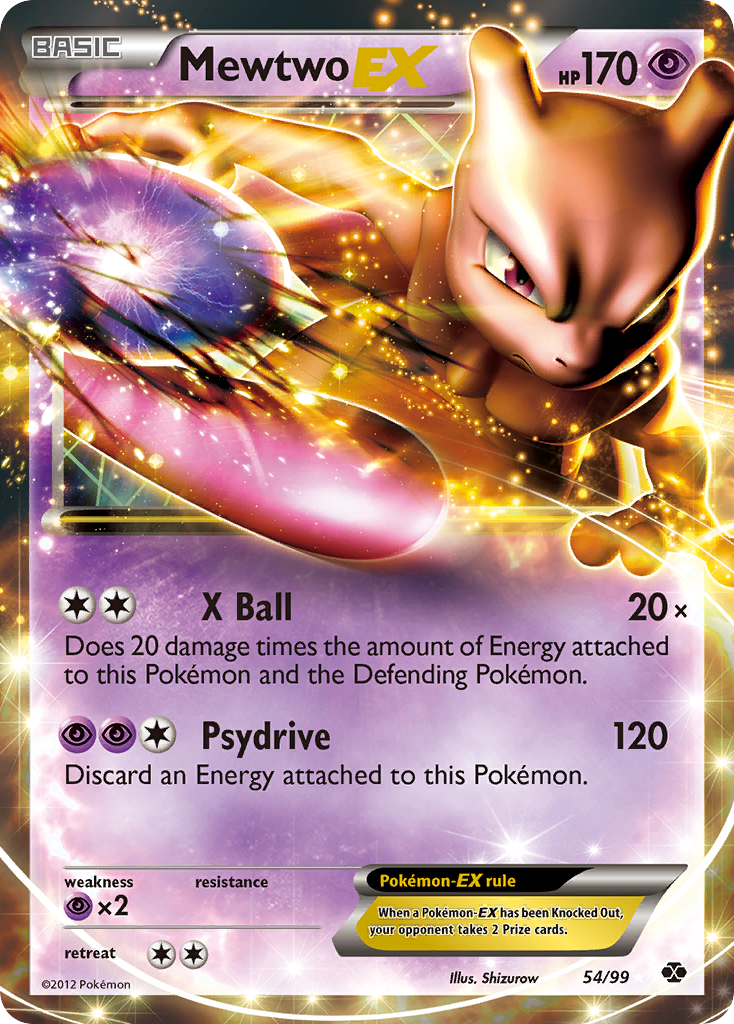 BASIC
Mewtwo EX
HP 170
X Ball 20×
Does 20 damage times the amount of Energy attached
to this Pokémon and the Defending Pokémon.
Psydrive 120
Discard an Energy attached to this Pokémon.
weakness resistance
×2
Pokémon-EX rule
When a Pokémon-EX has been Knocked Out,
your opponent takes 2 Prize cards.
retreat
©2012 Pokémon
Illus. Shizurow
54/99